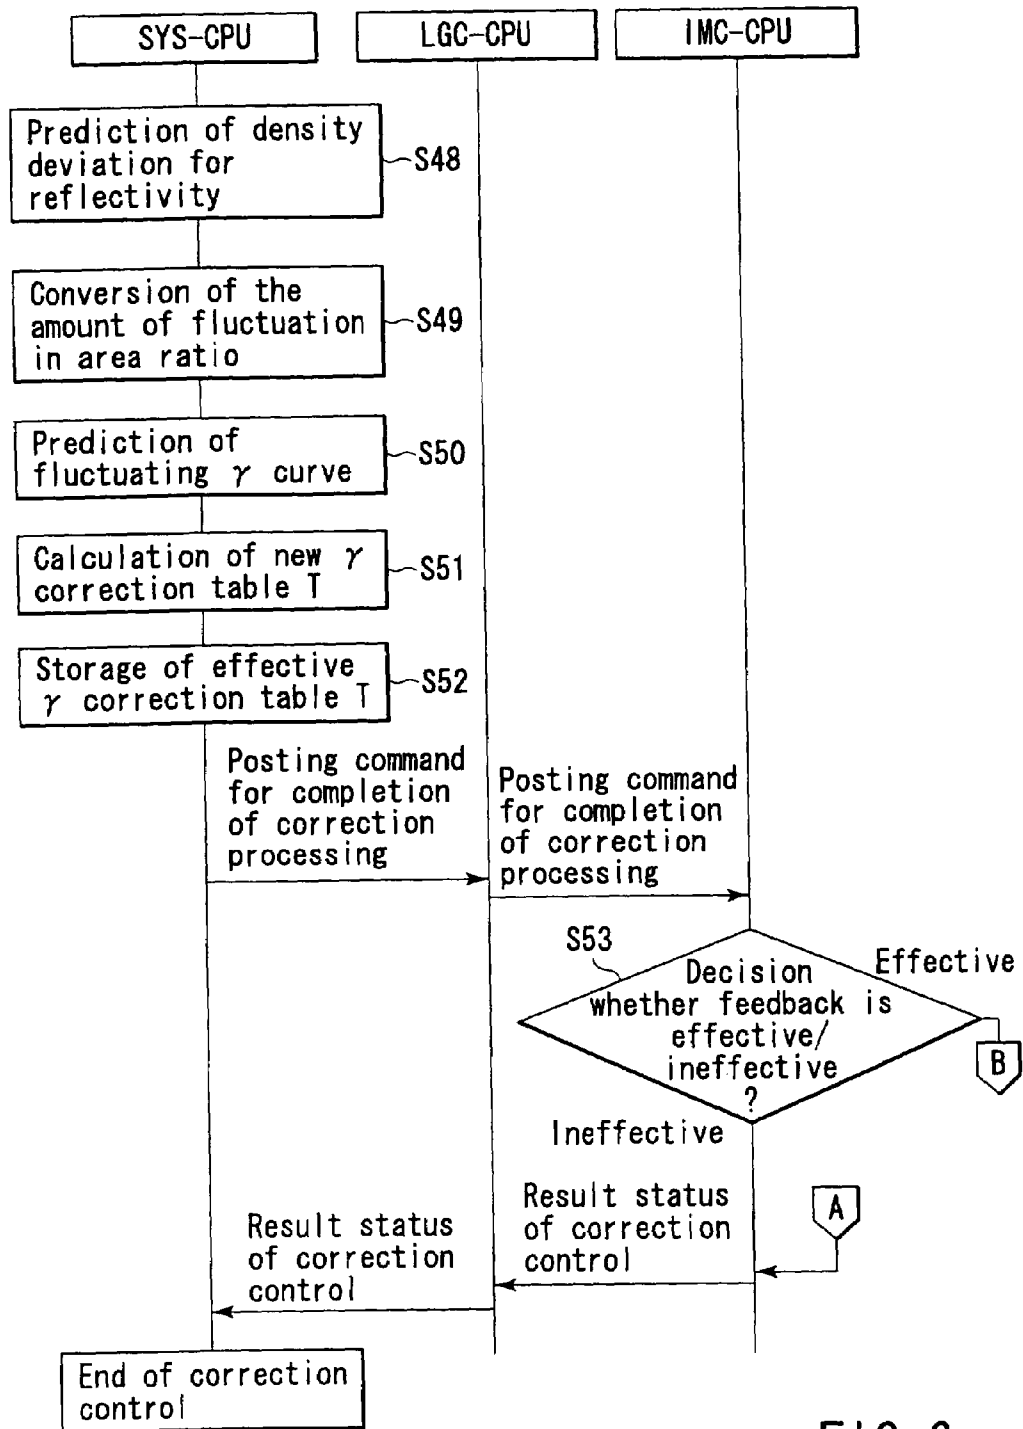 SYS-CPU
LGC-CPU
IMC-CPU
Prediction of density
deviation for
reflectivity
S48
Conversion of the
amount of fluctuation
in area ratio
S49
Prediction of
fluctuating γ curve
S50
Calculation of new γ
correction table T
S51
Storage of effective
γ correction table T
S52
Posting command
for completion
of correction
processing
Posting command
for completion
of correction
processing
S53
Decision
whether feedback is
effective/
ineffective
?
Effective
B
Ineffective
A
Result status
of correction
control
Result status
of correction
control
End of correction
control